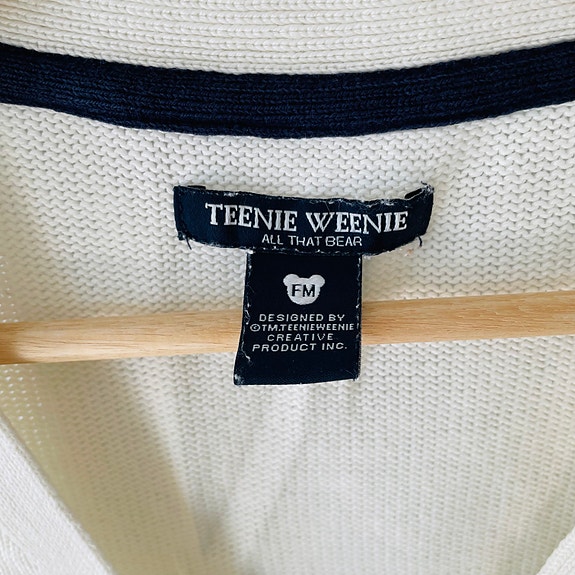 TEENIE WEENIE
ALL THAT BEAR
FM
DESIGNED BY
©TM.TEENIEWEENIE
CREATIVE
PRODUCT INC.